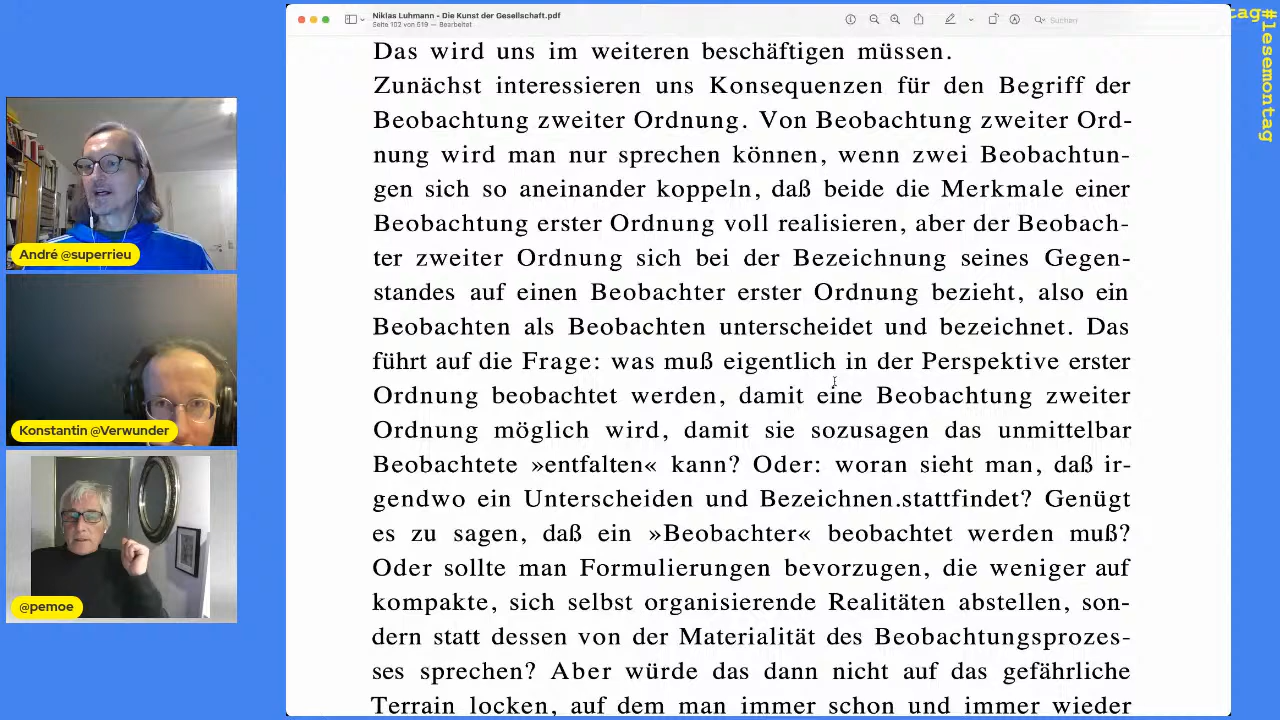 Niklas Luhmann - Die Kunst der Gesellschaft.pdf
Seite 102 von 519 — Bearbeitet
Suchen
tag#lesemontag
Das wird uns im weiteren beschäftigen müssen.
Zunächst interessieren uns Konsequenzen für den Begriff der
Beobachtung zweiter Ordnung. Von Beobachtung zweiter Ord-
nung wird man nur sprechen können, wenn zwei Beobachtun-
gen sich so aneinander koppeln, daß beide die Merkmale einer
Beobachtung erster Ordnung voll realisieren, aber der Beobach-
ter zweiter Ordnung sich bei der Bezeichnung seines Gegen-
standes auf einen Beobachter erster Ordnung bezieht, also ein
Beobachten als Beobachten unterscheidet und bezeichnet. Das
führt auf die Frage: was muß eigentlich in der Perspektive erster
Ordnung beobachtet werden, damit eine Beobachtung zweiter
Ordnung möglich wird, damit sie sozusagen das unmittelbar
Beobachtete »entfalten« kann? Oder: woran sieht man, daß ir-
gendwo ein Unterscheiden und Bezeichnen.stattfindet? Genügt
es zu sagen, daß ein »Beobachter« beobachtet werden muß?
Oder sollte man Formulierungen bevorzugen, die weniger auf
kompakte, sich selbst organisierende Realitäten abstellen, son-
dern statt dessen von der Materialität des Beobachtungsprozes-
ses sprechen? Aber würde das dann nicht auf das gefährliche
Terrain locken, auf dem man immer schon und immer wieder
André @superrieu
Konstantin @Verwunder
@pemoe